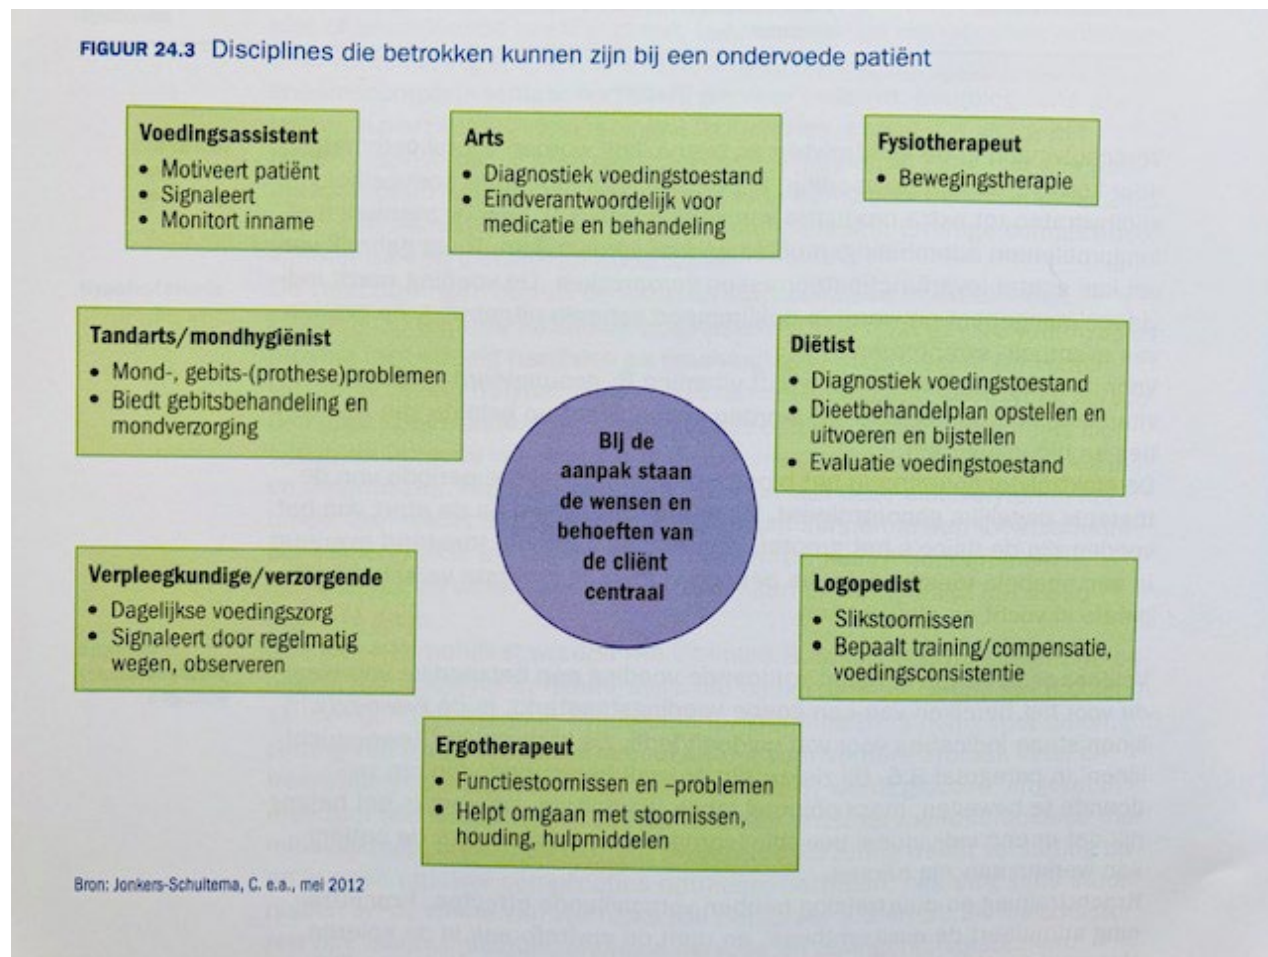 FIGUUR 24.3 Disciplines die betrokken kunnen zijn bij een ondervoede patiënt
Voedingsassistent
• Motiveert patiënt
• Signaleert
• Monitort inname
Arts
• Diagnostiek voedingstoestand
• Eindverantwoordelijk voor
medicatie en behandeling
Fysiotherapeut
• Bewegingstherapie
Tandarts/mondhygiënist
• Mond-, gebits-(prothese)problemen
• Biedt gebitsbehandeling en
mondverzorging
Diëtist
• Diagnostiek voedingstoestand
• Dieetbehandelplan opstellen en
uitvoeren en bijstellen
• Evaluatie voedingstoestand
Bij de
aanpak staan
de wensen en
behoeften van
de cliënt
centraal
Verpleegkundige/verzorgende
• Dagelijkse voedingszorg
• Signaleert door regelmatig
wegen, observeren
Logopedist
• Slikstoornissen
• Bepaalt training/compensatie,
voedingsconsistentie
Ergotherapeut
• Functiestoornissen en –problemen
• Helpt omgaan met stoornissen,
houding, hulpmiddelen
Bron: Jonkers-Schuitema, C. e.a., mei 2012